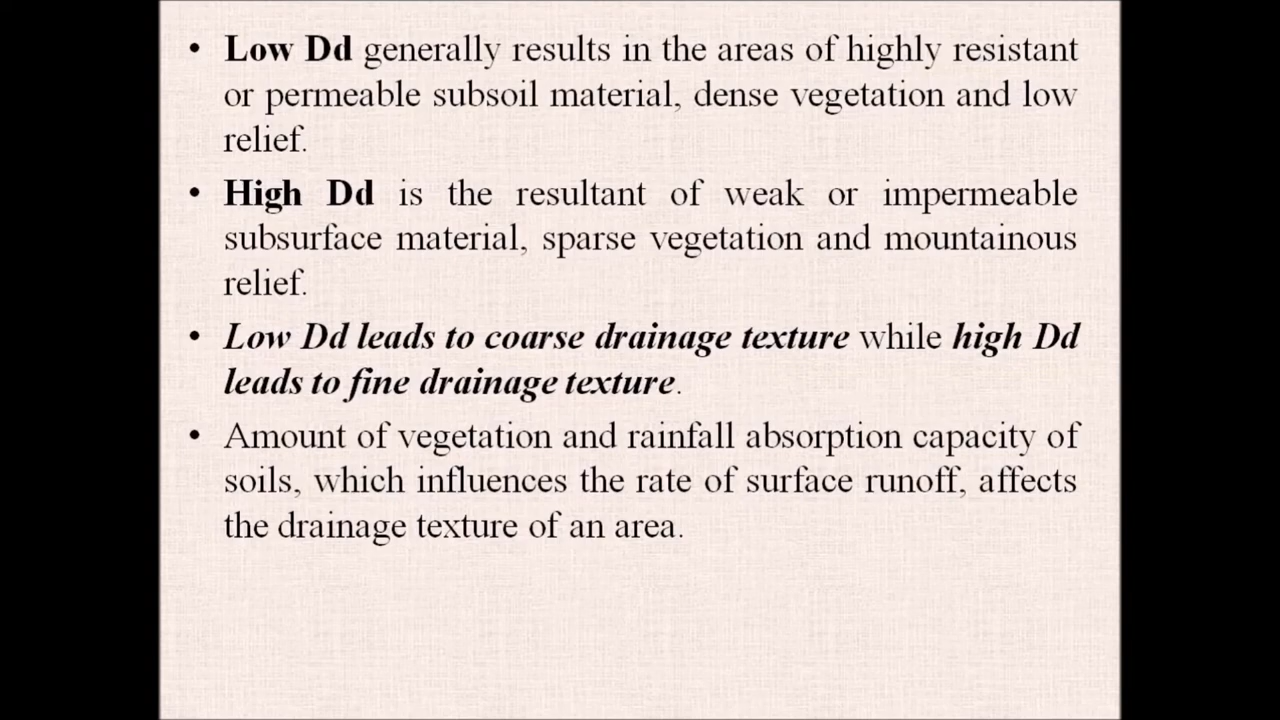 • Low Dd generally results in the areas of highly resistant
or permeable subsoil material, dense vegetation and low
relief.
• High Dd is the resultant of weak or impermeable
subsurface material, sparse vegetation and mountainous
relief.
• Low Dd leads to coarse drainage texture while high Dd
leads to fine drainage texture.
• Amount of vegetation and rainfall absorption capacity of
soils, which influences the rate of surface runoff, affects
the drainage texture of an area.